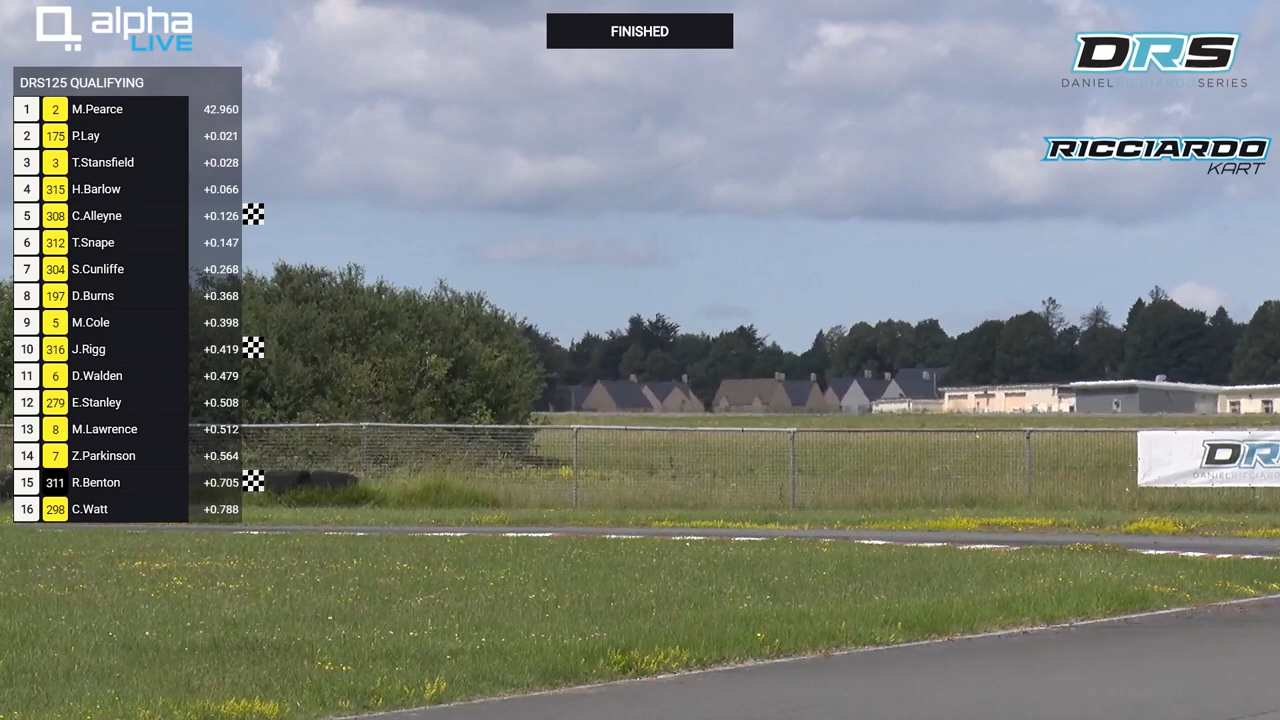 alpha
LIVE
FINISHED
DRS
DANIELRICCIARDOSERIES
RICCIARDO
KART
DRS125 QUALIFYING
1 2 M.Pearce 42.960
2 175 P.Lay +0.021
3 3 T.Stansfield +0.028
4 315 H.Barlow +0.066
5 308 C.Alleyne +0.126
6 312 T.Snape +0.147
7 304 S.Cunliffe +0.268
8 197 D.Burns +0.368
9 5 M.Cole +0.398
10 316 J.Rigg +0.419
11 6 D.Walden +0.479
12 279 E.Stanley +0.508
13 8 M.Lawrence +0.512
14 7 Z.Parkinson +0.564
15 311 R.Benton +0.705
16 298 C.Watt +0.788
DR
DANIELRICCI